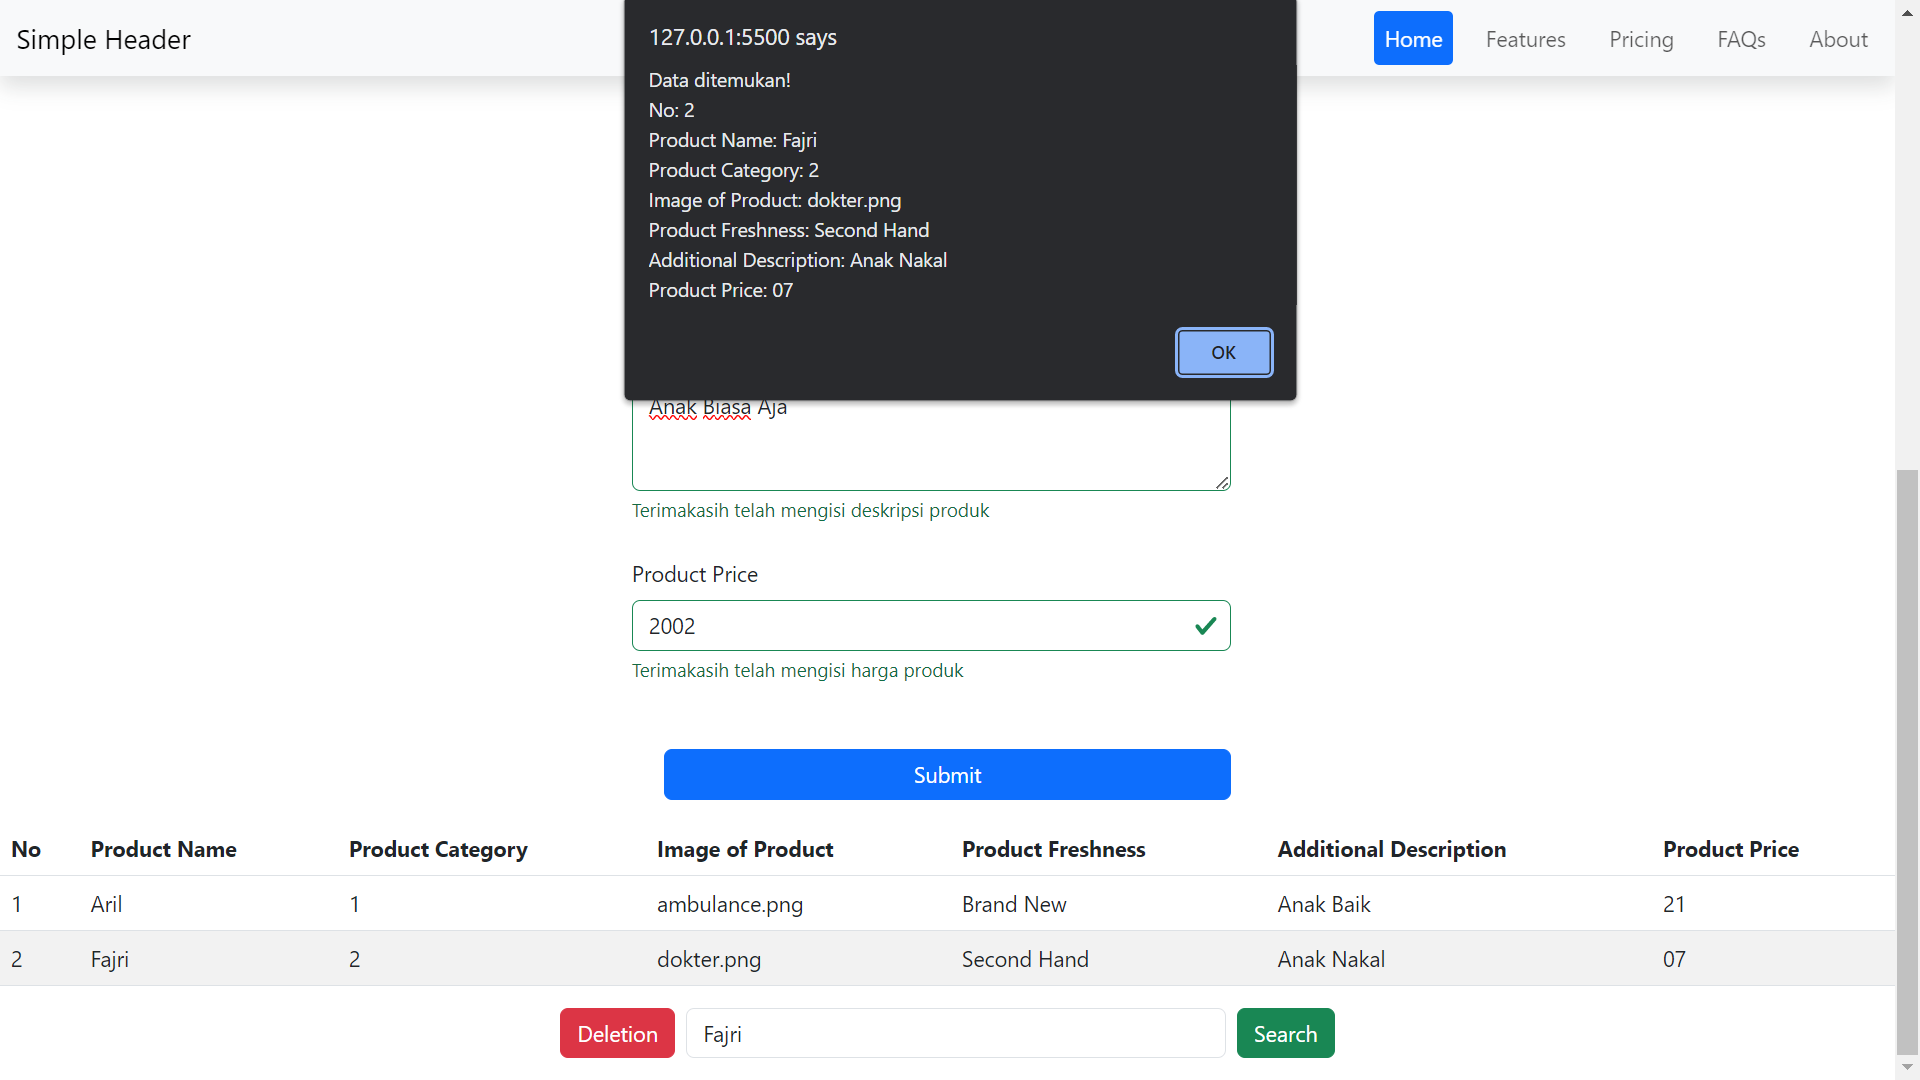 Simple Header
Home Features Pricing FAQs About
127.0.0.1:5500 says
Data ditemukan!
No: 2
Product Name: Fajri
Product Category: 2
Image of Product: dokter.png
Product Freshness: Second Hand
Additional Description: Anak Nakal
Product Price: 07
OK
Anak Biasa Aja
Terimakasih telah mengisi deskripsi produk
Product Price
2002
Terimakasih telah mengisi harga produk
Submit
No Product Name Product Category Image of Product Product Freshness Additional Description Product Price
1 Aril 1 ambulance.png Brand New Anak Baik 21
2 Fajri 2 dokter.png Second Hand Anak Nakal 07
Deletion Fajri Search